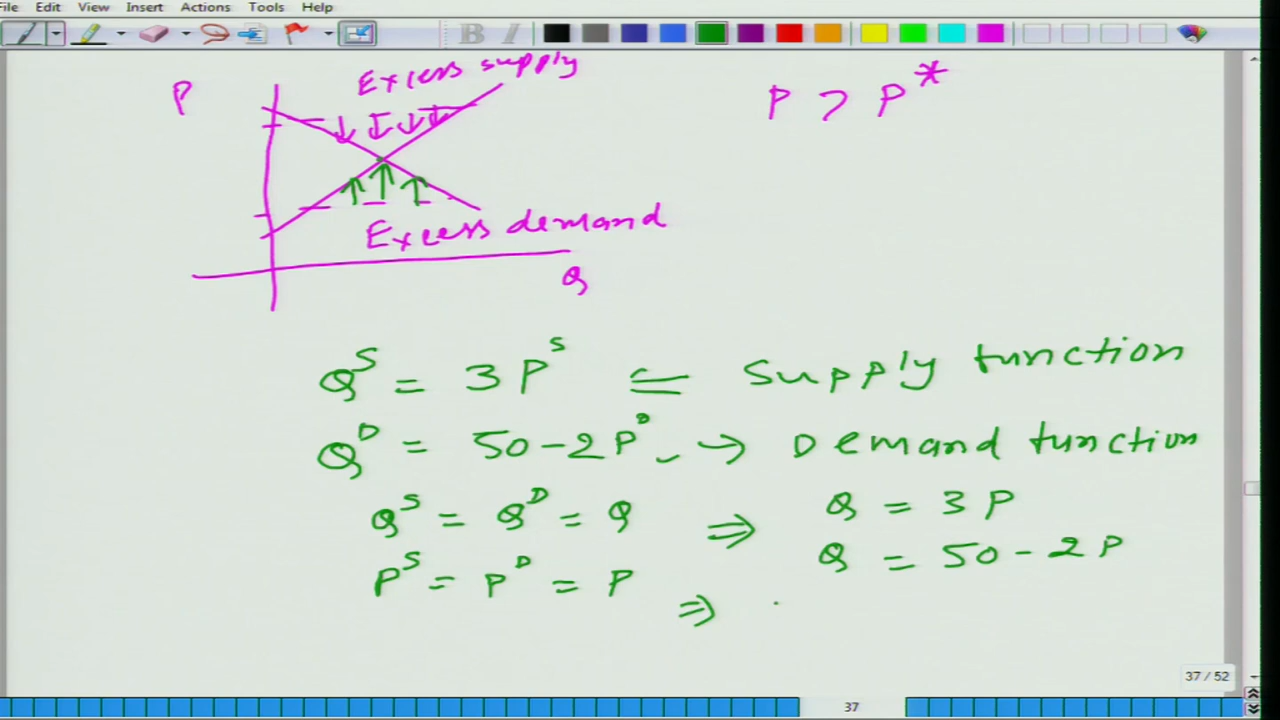 File Edit View Insert Actions Tools Help
B I
P
Excess supply
P > P*
Excess demand
Q
Q^S = 3P^S ⇐ Supply function
Q^D = 50-2P^D → Demand function
Q^S = Q^D = Q ⇒ Q = 3P
Q = 50-2P
P^S = P^D = P
⇒
37 / 52
37